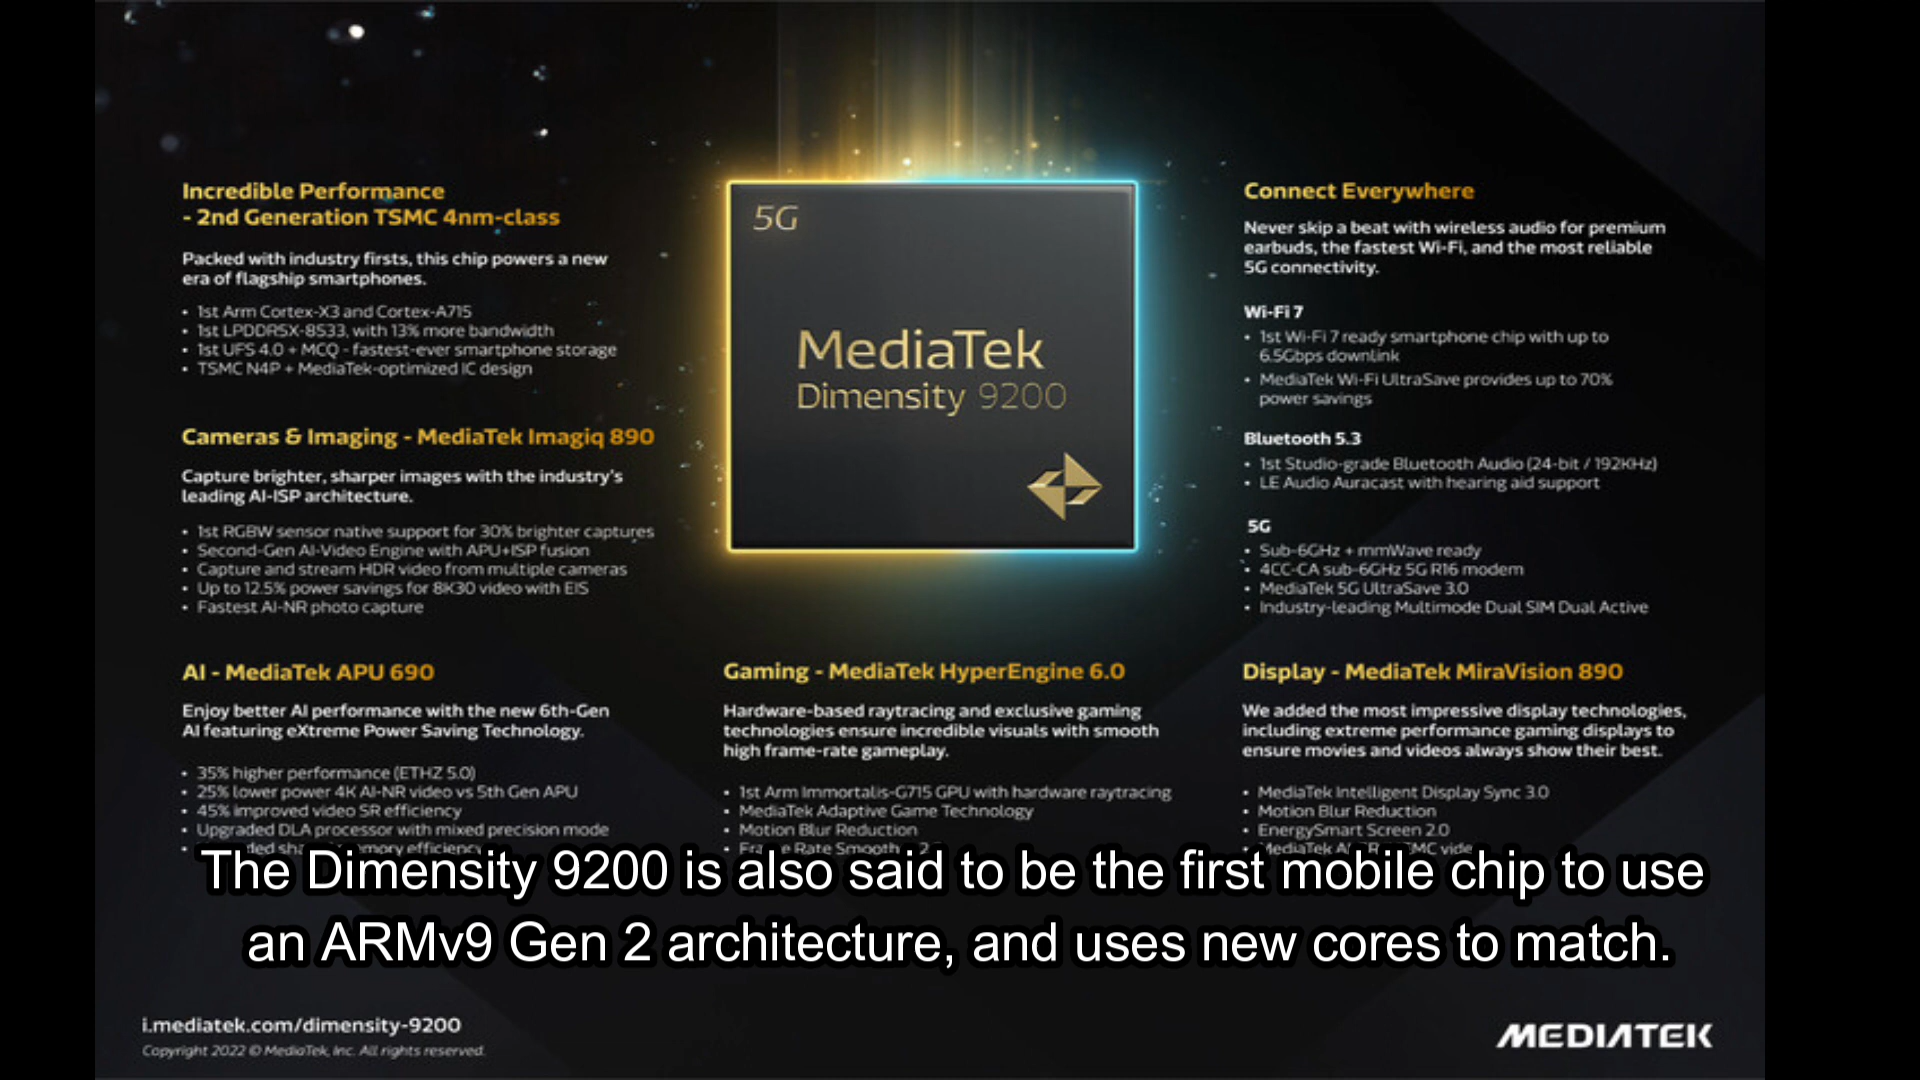 Incredible Performance
- 2nd Generation TSMC 4nm-class
Packed with industry firsts, this chip powers a new
era of flagship smartphones.
• 1st Arm Cortex-X3 and Cortex-A715
• 1st LPDDR5X-8533, with 13% more bandwidth
• 1st UFS 4.0 + MCQ - fastest-ever smartphone storage
• TSMC N4P + MediaTek-optimized IC design
Cameras & Imaging - MediaTek Imagiq 890
Capture brighter, sharper images with the industry's
leading AI-ISP architecture.
• 1st RGBW sensor native support for 30% brighter captures
• Second-Gen AI-Video Engine with APU+ISP fusion
• Capture and stream HDR video from multiple cameras
• Up to 12.5% power savings for 8K30 video with EIS
• Fastest AI-NR photo capture
AI - MediaTek APU 690
Enjoy better AI performance with the new 6th-Gen
AI featuring eXtreme Power Saving Technology.
• 35% higher performance (ETHZ 5.0)
• 25% lower power 4K AI-NR video vs 5th Gen APU
• 45% improved video SR efficiency
• Upgraded DLA processor with mixed precision mode
• efficiency
5G
MediaTek
Dimensity 9200
Gaming - MediaTek HyperEngine 6.0
Hardware-based raytracing and exclusive gaming
technologies ensure incredible visuals with smooth
high frame-rate gameplay.
• 1st Arm Immortalis-G715 GPU with hardware raytracing
• MediaTek Adaptive Game Technology
• Motion Blur Reduction
• Rate
Connect Everywhere
Never skip a beat with wireless audio for premium
earbuds, the fastest Wi-Fi, and the most reliable
5G connectivity.
Wi-Fi 7
• 1st Wi-Fi 7 ready smartphone chip with up to
6.5Gbps downlink
• MediaTek Wi-Fi UltraSave provides up to 70%
power savings
Bluetooth 5.3
• 1st Studio-grade Bluetooth Audio (24-bit / 192KHz)
• LE Audio Auracast with hearing aid support
5G
• Sub-6GHz + mmWave ready
• 4CC-CA sub-6GHz 5G R16 modem
• MediaTek 5G UltraSave 3.0
• Industry-leading Multimode Dual SIM Dual Active
Display - MediaTek MiraVision 890
We added the most impressive display technologies,
including extreme performance gaming displays to
ensure movies and videos always show their best.
• MediaTek Intelligent Display Sync 3.0
• Motion Blur Reduction
• EnergySmart Screen 2.0
• MediaTek
The Dimensity 9200 is also said to be the first mobile chip to use
an ARMv9 Gen 2 architecture, and uses new cores to match.
i.mediatek.com/dimensity-9200
Copyright 2022 © MediaTek, Inc. All rights reserved.
MEDIATEK